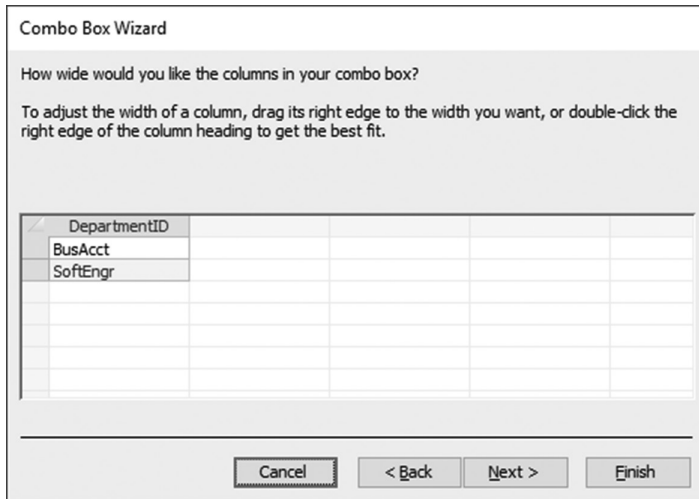 Combo Box Wizard
How wide would you like the columns in your combo box?
To adjust the width of a column, drag its right edge to the width you want, or double-click the
right edge of the column heading to get the best fit.
DepartmentID
BusAcct
SoftEngr
Cancel
< Back
Next >
Finish